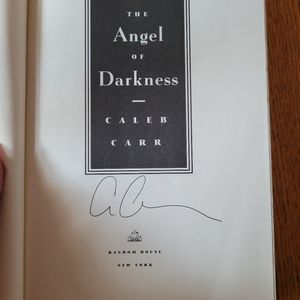 THE
Angel
OF
Darkness
CALEB
CARR
RANDOM HOUSE
NEW YORK